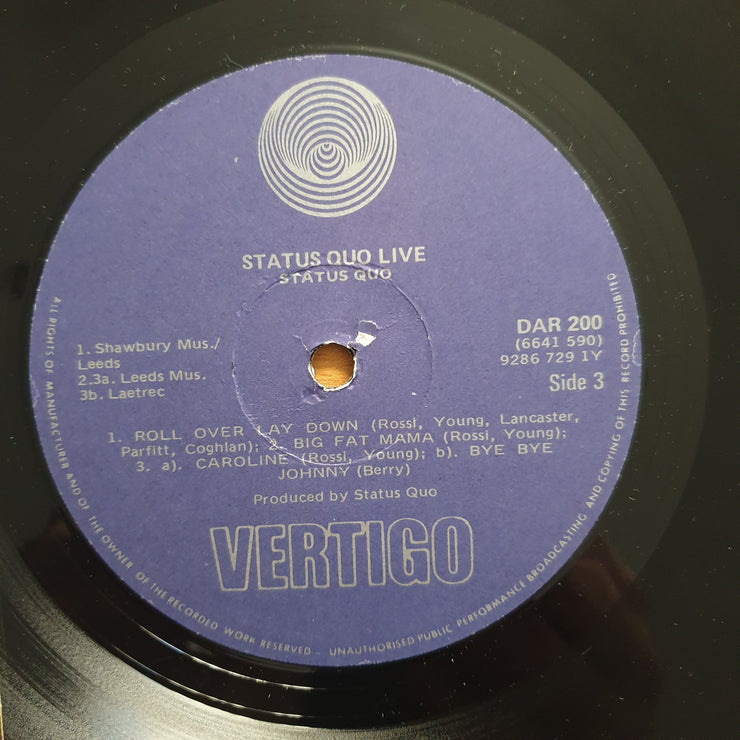 STATUS QUO LIVE
STATUS QUO
1. Shawbury Mus./
Leeds
2.3a. Leeds Mus.
3b. Laetrec
DAR 200
(6641 590)
9286 729 1Y
Side 3
1. ROLL OVER LAY DOWN (Rossi, Young, Lancaster,
Parfitt, Coghlan); 2. BIG FAT MAMA (Rossi, Young);
3. a). CAROLINE (Rossi, Young); b). BYE BYE
JOHNNY (Berry)
Produced by Status Quo
VERTIGO
ALL RIGHTS OF MANUFACTURER AND OF THE OWNER OF THE RECORDED WORK RESERVED - UNAUTHORISED PUBLIC PERFORMANCE BROADCASTING AND COPYING OF THIS RECORD PROHIBITED